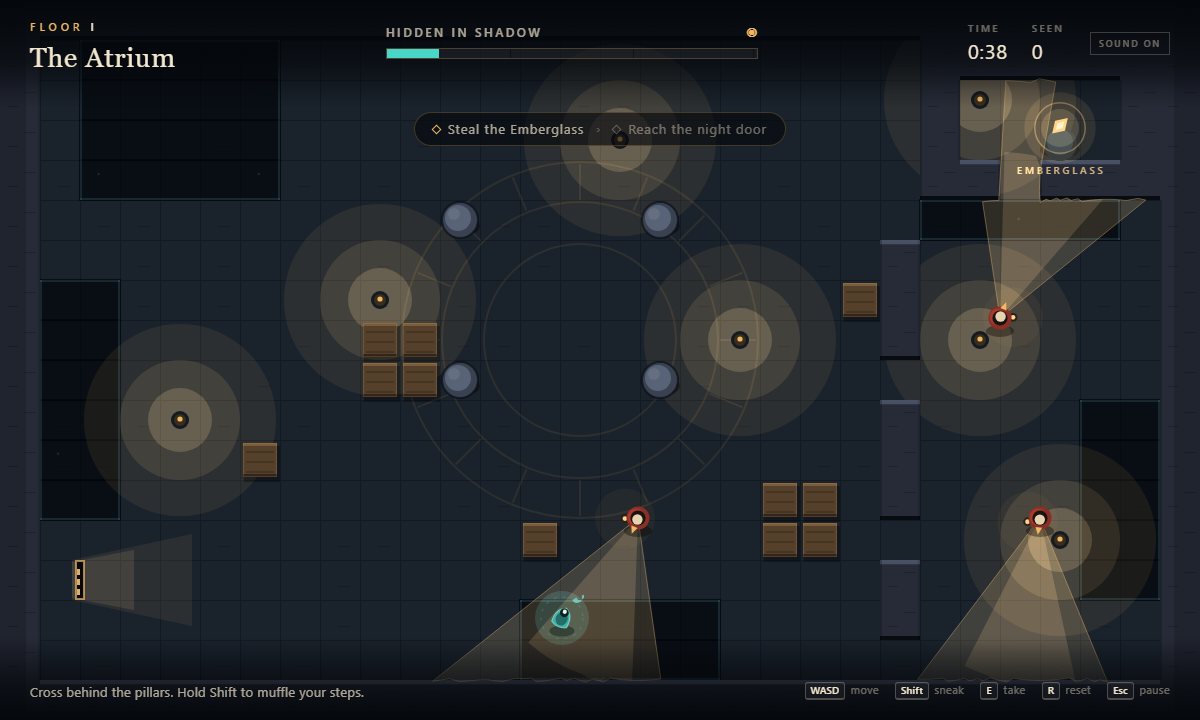 FLOOR I
The Atrium
HIDDEN IN SHADOW
TIME
0:38
SEEN
0
SOUND ON
Steal the Emberglass › Reach the night door
EMBERGLASS
Cross behind the pillars. Hold Shift to muffle your steps.
WASD move Shift sneak E take R reset Esc pause